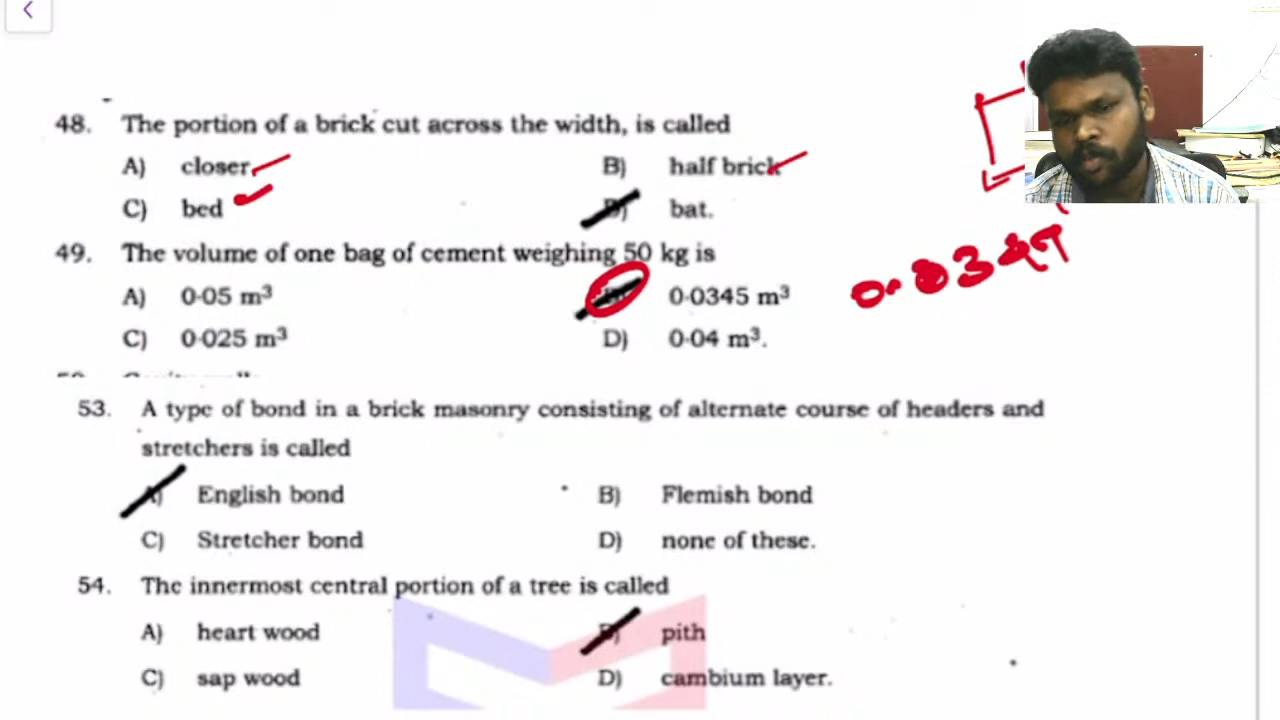 48. The portion of a brick cut across the width, is called
A) closer B) half brick
C) bed D) bat.
49. The volume of one bag of cement weighing 50 kg is
A) 0·05 m³ 0·0345 m³
C) 0·025 m³ D) 0·04 m³.
53. A type of bond in a brick masonry consisting of alternate course of headers and
stretchers is called
A) English bond B) Flemish bond
C) Stretcher bond D) none of these.
54. The innermost central portion of a tree is called
A) heart wood B) pith
C) sap wood D) cambium layer.